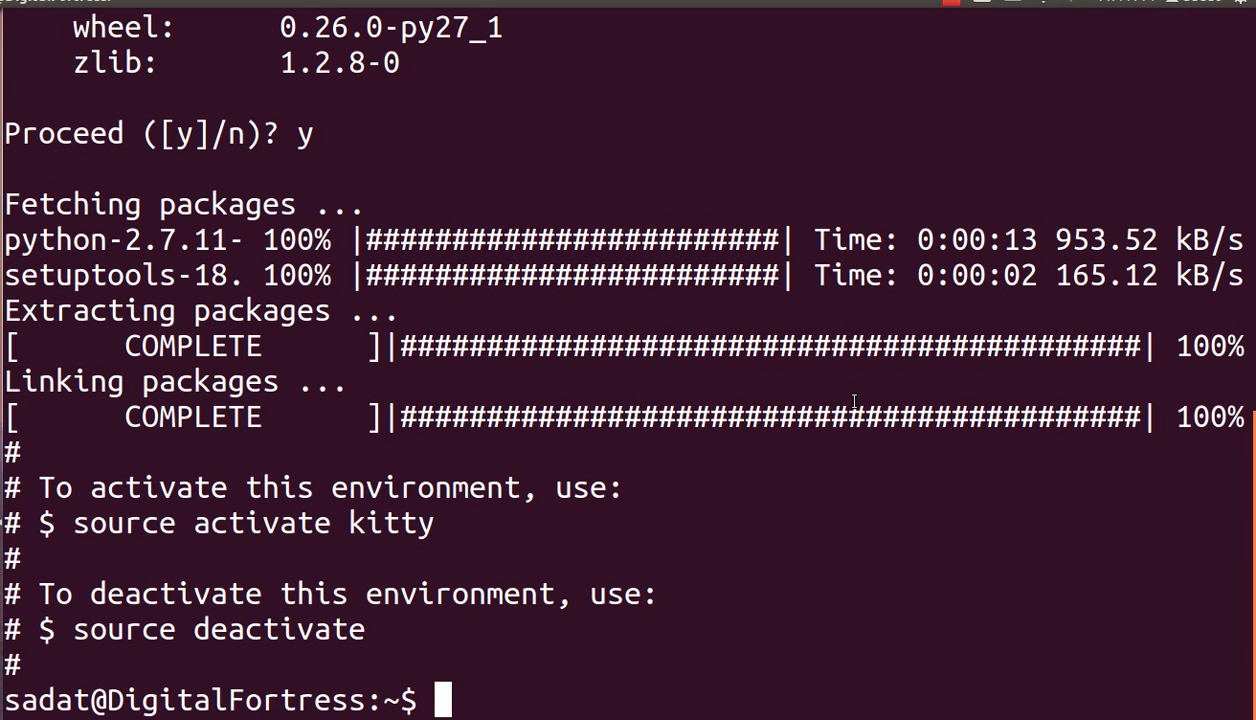 DigitalFortress:
wheel: 0.26.0-py27_1
zlib: 1.2.8-0
Proceed ([y]/n)? y
Fetching packages ...
python-2.7.11- 100% |########################| Time: 0:00:13 953.52 kB/s
setuptools-18. 100% |########################| Time: 0:00:02 165.12 kB/s
Extracting packages ...
[ COMPLETE ]|###########################################| 100%
Linking packages ...
[ COMPLETE ]|###########################################| 100%
#
# To activate this environment, use:
# $ source activate kitty
#
# To deactivate this environment, use:
# $ source deactivate
#
sadat@DigitalFortress:~$